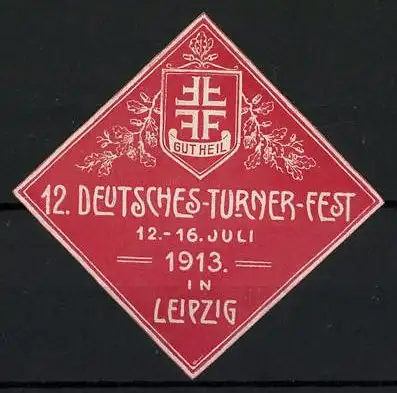 GUT HEIL
12. DEUTSCHES-TURNER-FEST
12.-16. JULI
1913.
IN
LEIPZIG